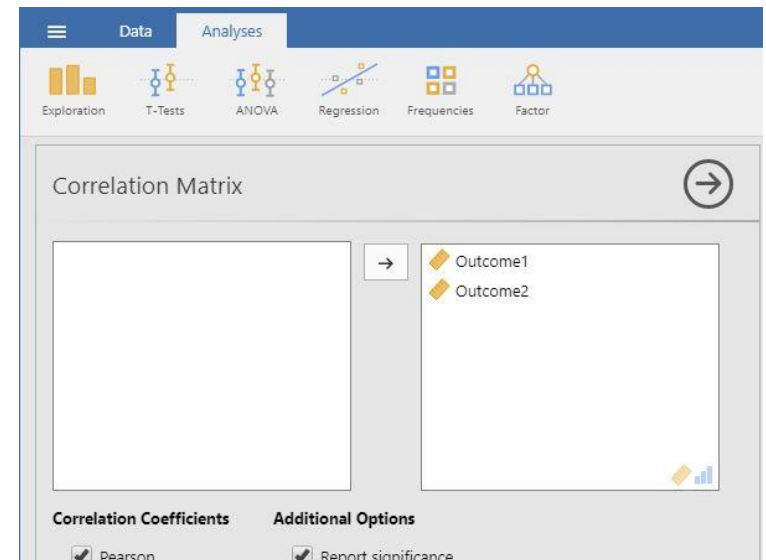 Data Analyses
Exploration T-Tests ANOVA Regression Frequencies Factor
Correlation Matrix
Outcome1
Outcome2
Correlation Coefficients Additional Options
Pearson Report significance